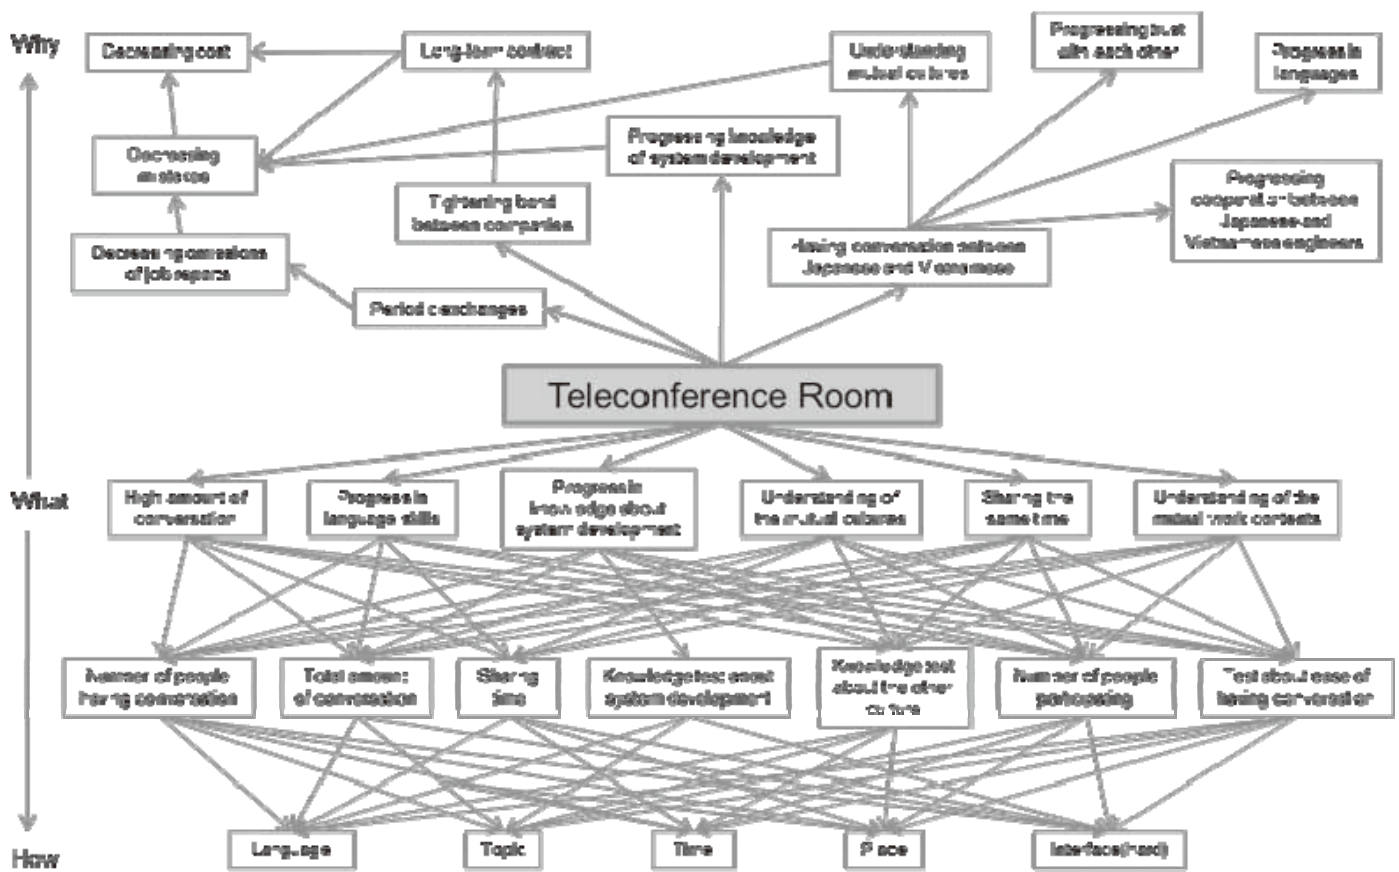 Why
Decreasing cost
Long-term contract
Understanding
mutual cultures
Progressing trust
with each other
Progress in
languages
Decreasing
mistakes
Progressing knowledge
of system development
Tightening bond
between companies
Progressing
cooperation between
Japanese and
Vietnamese engineers
Decreasing omissions
of job reports
Having conversation between
Japanese and Vietnamese
Periodic exchanges
Teleconference Room
What
High amount of
conversation
Progress in
language skills
Progress in
knowledge about
system development
Understanding of
the mutual cultures
Sharing the
same time
Understanding of the
mutual work contexts
Number of people
having conversation
Total amount
of conversation
Sharing
time
Knowledge test about
system development
Knowledge test
about the other
culture
Number of people
participating
Test about ease of
having conversation
How
Language
Topic
Time
Place
Interface(hard)